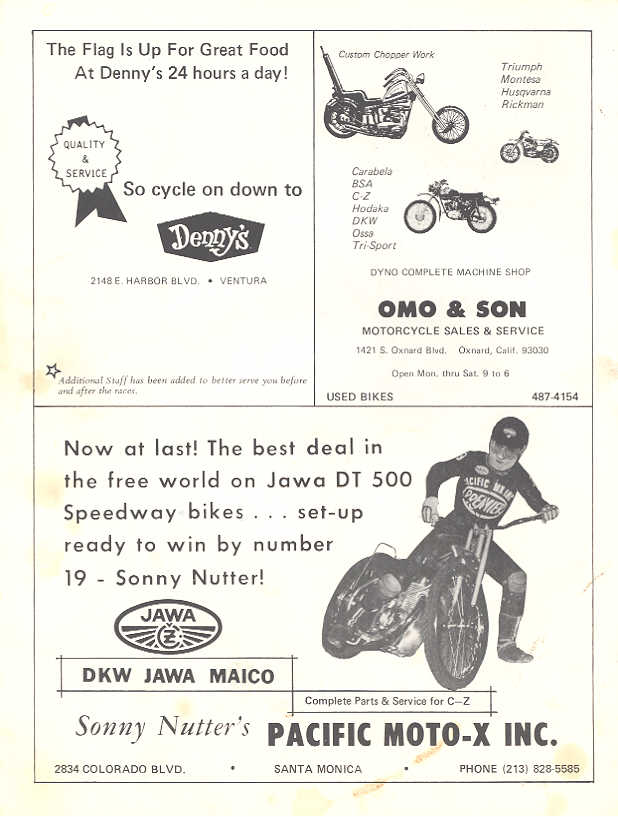 The Flag Is Up For Great Food
At Denny's 24 hours a day!
QUALITY
&
SERVICE
So cycle on down to
Denny's
2148 E. HARBOR BLVD. • VENTURA
Additional Staff has been added to better serve you before
and after the races.
Custom Chopper Work
Triumph
Montesa
Husqvarna
Rickman
Carabela
BSA
C-Z
Hodaka
DKW
Ossa
Tri-Sport
DYNO COMPLETE MACHINE SHOP
OMO & SON
MOTORCYCLE SALES & SERVICE
1421 S. Oxnard Blvd. Oxnard, Calif. 93030
Open Mon. thru Sat. 9 to 6
USED BIKES 487-4154
Now at last! The best deal in
the free world on Jawa DT 500
Speedway bikes . . . set-up
ready to win by number
19 - Sonny Nutter!
PACIFIC MX INC
PREMIER
JAWA
CZ
DKW JAWA MAICO
Complete Parts & Service for C—Z
Sonny Nutter's PACIFIC MOTO-X INC.
2834 COLORADO BLVD. • SANTA MONICA • PHONE (213) 828-5585